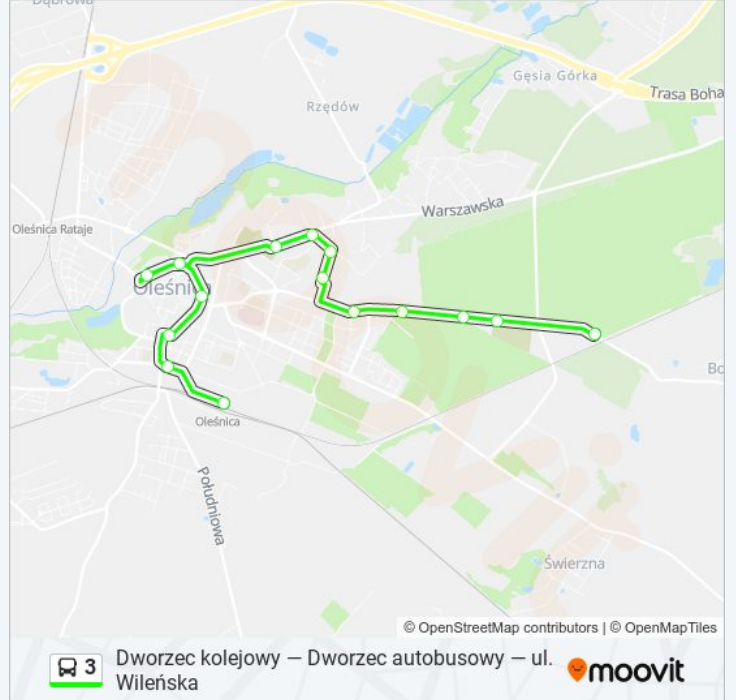 Dąbrowa
Gęsia Górka
Trasa Boha
Rzędów
Warszawska
Oleśnica Rataje
Oleśnica
Bo
Oleśnica
Południowa
Świerzna
© OpenStreetMap contributors | © OpenMapTiles
3 Dworzec kolejowy — Dworzec autobusowy — ul.
Wileńska
moovit